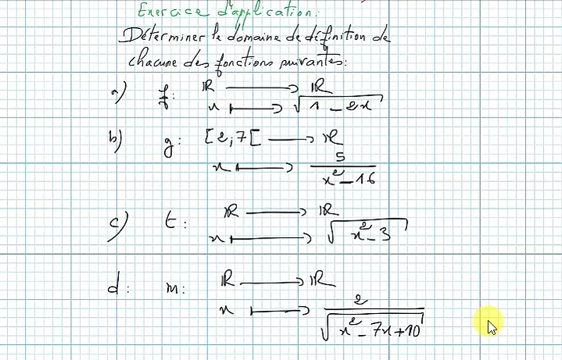 Exercice d'application:
Déterminer le domaine de définition de
chacune des fonctions suivantes:
a) f: ℝ → ℝ
x ↦ √(1 - 2x)
b) g: [2,7[ → ℝ
x ↦ 5/(x² - 16)
c) t: ℝ → ℝ
x ↦ √(x² - 3)
d: m: ℝ → ℝ
x ↦ 2/√(x² - 7x + 10)